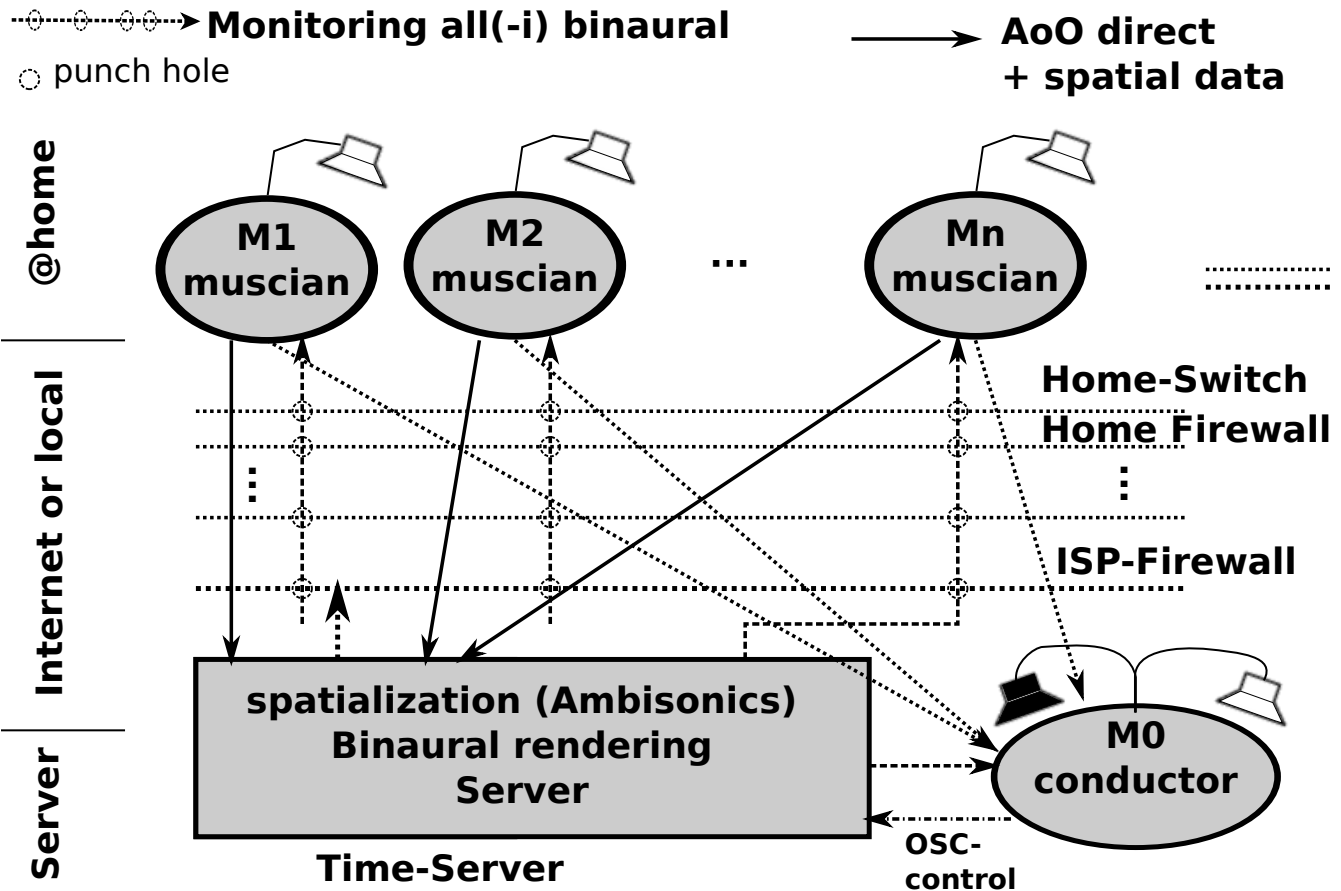 Monitoring all(-i) binaural
punch hole
AoO direct
+ spatial data
@home
M1
muscian
M2
muscian
...
Mn
muscian
Internet or local
Home-Switch
Home Firewall
...
...
ISP-Firewall
Server
spatialization (Ambisonics)
Binaural rendering
Server
M0
conductor
Time-Server
OSC-
control